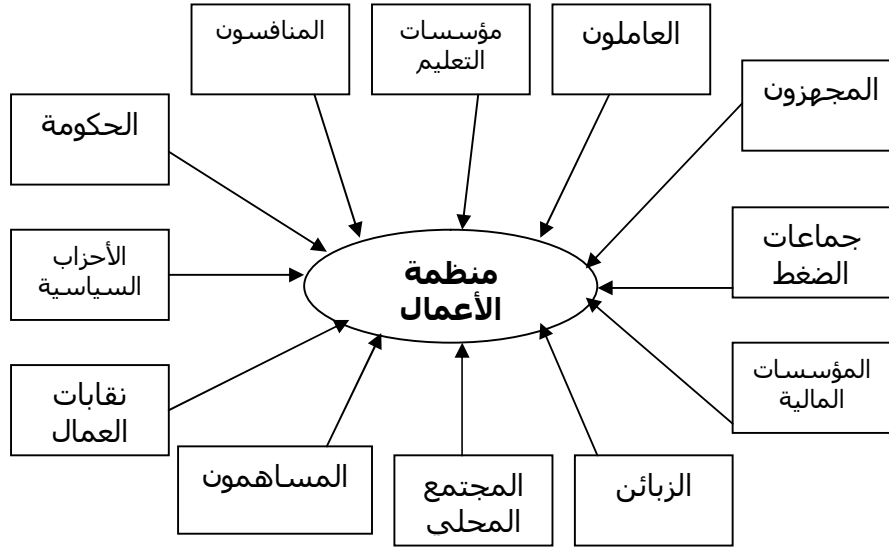 العاملون
مؤسسات
التعليم
المنافسون
المجهزون
الحكومة
جماعات
الضغط
الأحزاب
السياسية
منظمة
الأعمال
المؤسسات
المالية
نقابات
العمال
الزبائن
المجتمع
المحلي
المساهمون